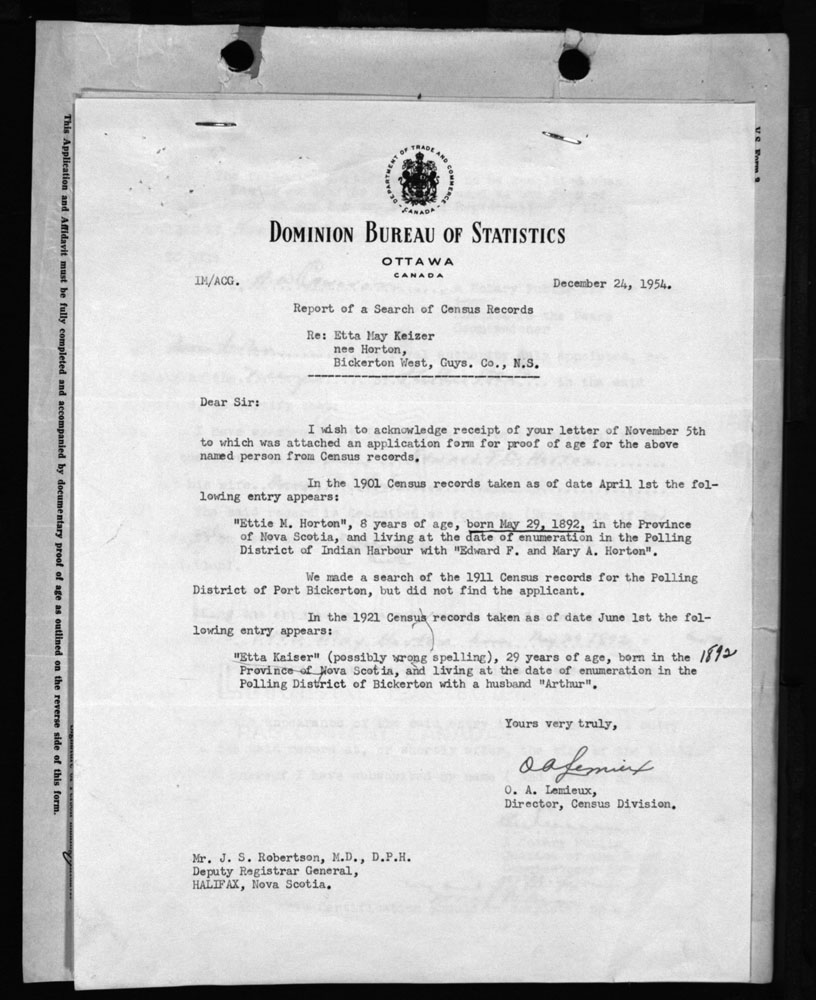 DEPARTMENT OF TRADE AND COMMERCE
CANADA
DOMINION BUREAU OF STATISTICS
OTTAWA
CANADA
IM/ACG.
December 24, 1954.
Report of a Search of Census Records
Re: Etta May Keizer
nee Horton,
Bickerton West, Guys. Co., N.S.
Dear Sir:
I wish to acknowledge receipt of your letter of November 5th
to which was attached an application form for proof of age for the above
named person from Census records.
In the 1901 Census records taken as of date April 1st the fol-
lowing entry appears:
"Ettie M. Horton", 8 years of age, born May 29, 1892, in the Province
of Nova Scotia, and living at the date of enumeration in the Polling
District of Indian Harbour with "Edward F. and Mary A. Horton".
We made a search of the 1911 Census records for the Polling
District of Port Bickerton, but did not find the applicant.
In the 1921 Census records taken as of date June 1st the fol-
lowing entry appears:
"Etta Kaiser" (possibly wrong spelling), 29 years of age, born in the 1892
Province of Nova Scotia, and living at the date of enumeration in the
Polling District of Bickerton with a husband "Arthur".
Yours very truly,
O A Lemieux
O. A. Lemieux,
Director, Census Division.
Mr. J. S. Robertson, M.D., D.P.H.
Deputy Registrar General,
HALIFAX, Nova Scotia.
This Application and Affidavit must be fully completed and accompanied by documentary proof of age as outlined on the reverse side of this form.